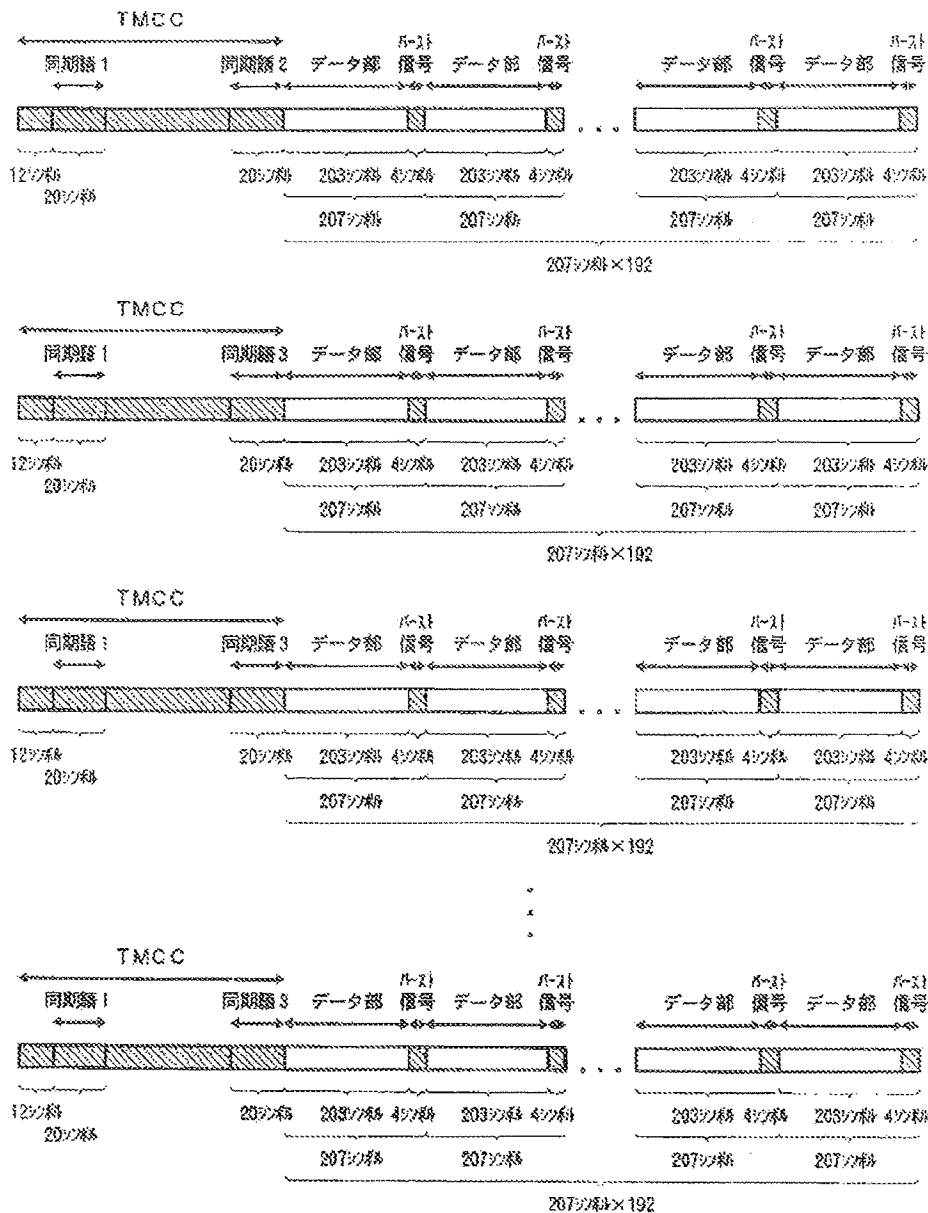 TMCC
同期語1 同期語2 データ部 バースト信号 データ部 バースト信号 データ部 バースト信号 データ部 バースト信号
12シンボル 20シンボル 20シンボル 203シンボル 4シンボル 203シンボル 4シンボル 203シンボル 4シンボル 203シンボル 4シンボル
207シンボル 207シンボル 207シンボル 207シンボル
207シンボル×192
TMCC
同期語1 同期語3 データ部 バースト信号 データ部 バースト信号 データ部 バースト信号 データ部 バースト信号
12シンボル 20シンボル 20シンボル 203シンボル 4シンボル 203シンボル 4シンボル 203シンボル 4シンボル 203シンボル 4シンボル
207シンボル 207シンボル 207シンボル 207シンボル
207シンボル×192
TMCC
同期語1 同期語3 データ部 バースト信号 データ部 バースト信号 データ部 バースト信号 データ部 バースト信号
12シンボル 20シンボル 20シンボル 203シンボル 4シンボル 203シンボル 4シンボル 203シンボル 4シンボル 203シンボル 4シンボル
207シンボル 207シンボル 207シンボル 207シンボル
207シンボル×192
TMCC
同期語1 同期語3 データ部 バースト信号 データ部 バースト信号 データ部 バースト信号 データ部 バースト信号
12シンボル 20シンボル 20シンボル 203シンボル 4シンボル 203シンボル 4シンボル 203シンボル 4シンボル 203シンボル 4シンボル
207シンボル 207シンボル 207シンボル 207シンボル
207シンボル×192